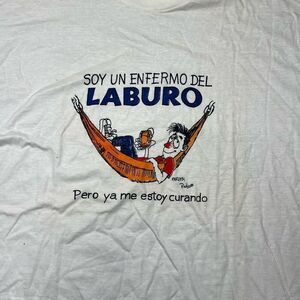 SOY UN ENFERMO DEL
LABURO
Pero ya me estoy curando